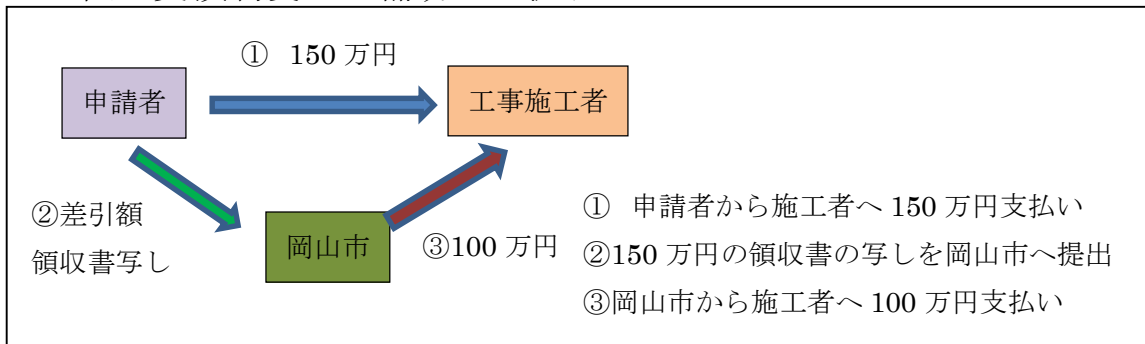 ① 150 万円
申請者
工事施工者
②差引額
領収書写し
岡山市
③100 万円
① 申請者から施工者へ 150 万円支払い
②150 万円の領収書の写しを岡山市へ提出
③岡山市から施工者へ 100 万円支払い